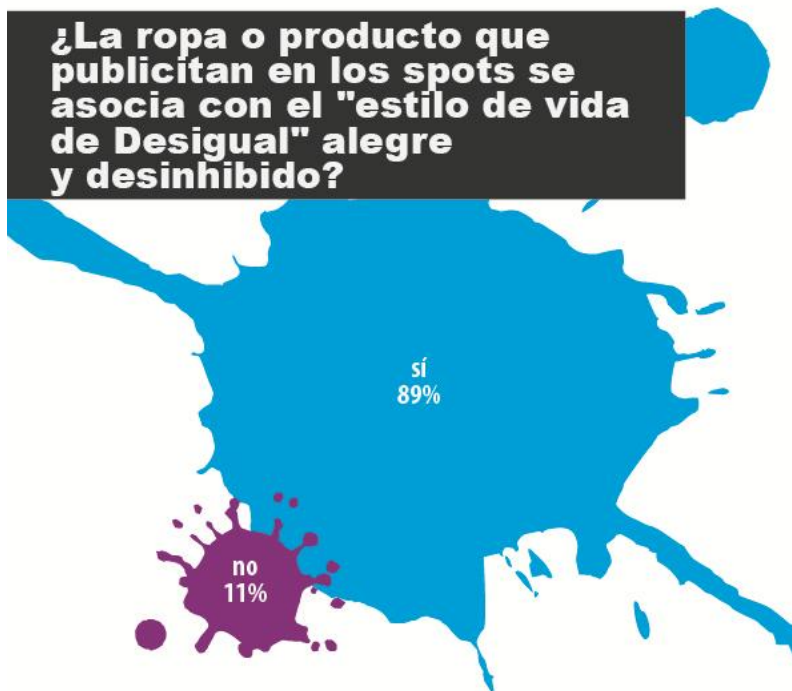 ¿La ropa o producto que
publicitan en los spots se
asocia con el "estilo de vida
de Desigual" alegre
y desinhibido?
sí
89%
no
11%